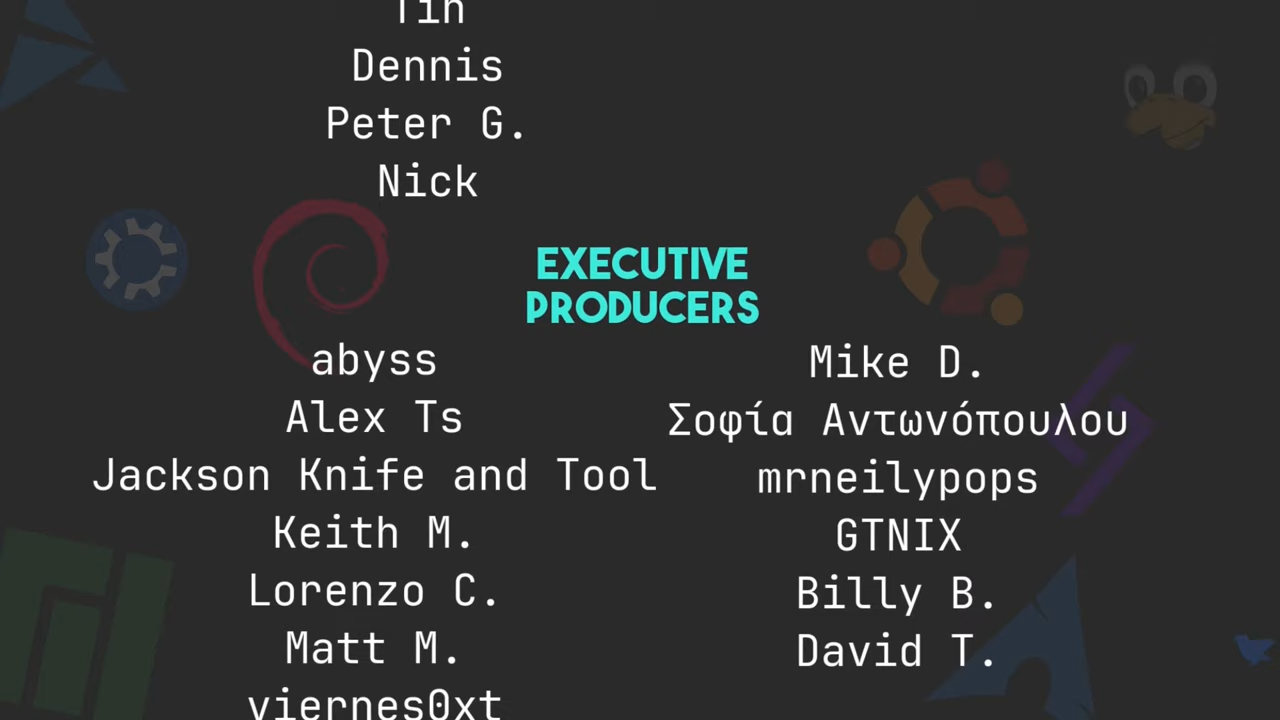 Tin
Dennis
Peter G.
Nick
EXECUTIVE
PRODUCERS
abyss
Alex Ts
Jackson Knife and Tool
Keith M.
Lorenzo C.
Matt M.
viernes0xt
Mike D.
Σοφία Αντωνόπουλου
mrneilypops
GTNIX
Billy B.
David T.